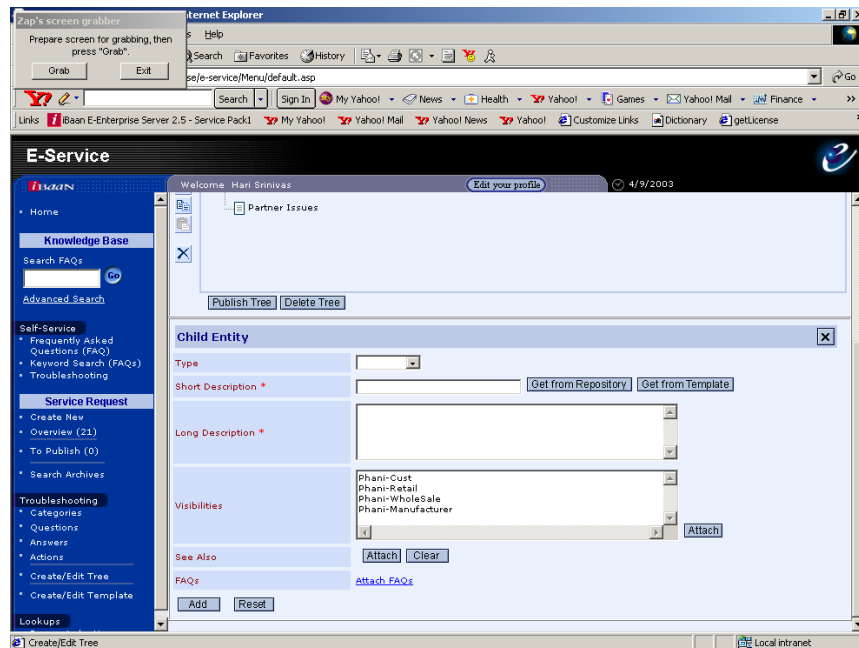 Zap's screen grabber
Prepare screen for grabbing, then
press "Grab".
Grab Exit
ternet Explorer
s Help
Search Favorites History
se/e-service/Menu/default.asp
Go
Y! Search Sign In My Yahoo! News Health Yahoo! Games Yahoo! Mail Finance »
Links iBaan E-Enterprise Server 2.5 - Service Pack1 My Yahoo! Yahoo! Mail Yahoo! News Yahoo! Customize Links Dictionary getLicense
E-Service
iBaan
Welcome Hari Srinivas Edit your profile 4/9/2003
Home
Knowledge Base
Search FAQs
Go
Advanced Search
Self-Service
Frequently Asked
Questions (FAQ)
Keyword Search (FAQs)
Troubleshooting
Service Request
Create New
Overview (21)
To Publish (0)
Search Archives
Troubleshooting
Categories
Questions
Answers
Actions
Create/Edit Tree
Create/Edit Template
Lookups
Partner Issues
Publish Tree Delete Tree
Child Entity
Type
Short Description * Get from Repository Get from Template
Long Description *
Visibilities
Phani-Cust
Phani-Retail
Phani-WholeSale
Phani-Manufacturer
Attach
See Also Attach Clear
FAQs Attach FAQs
Add Reset
Create/Edit Tree Local intranet